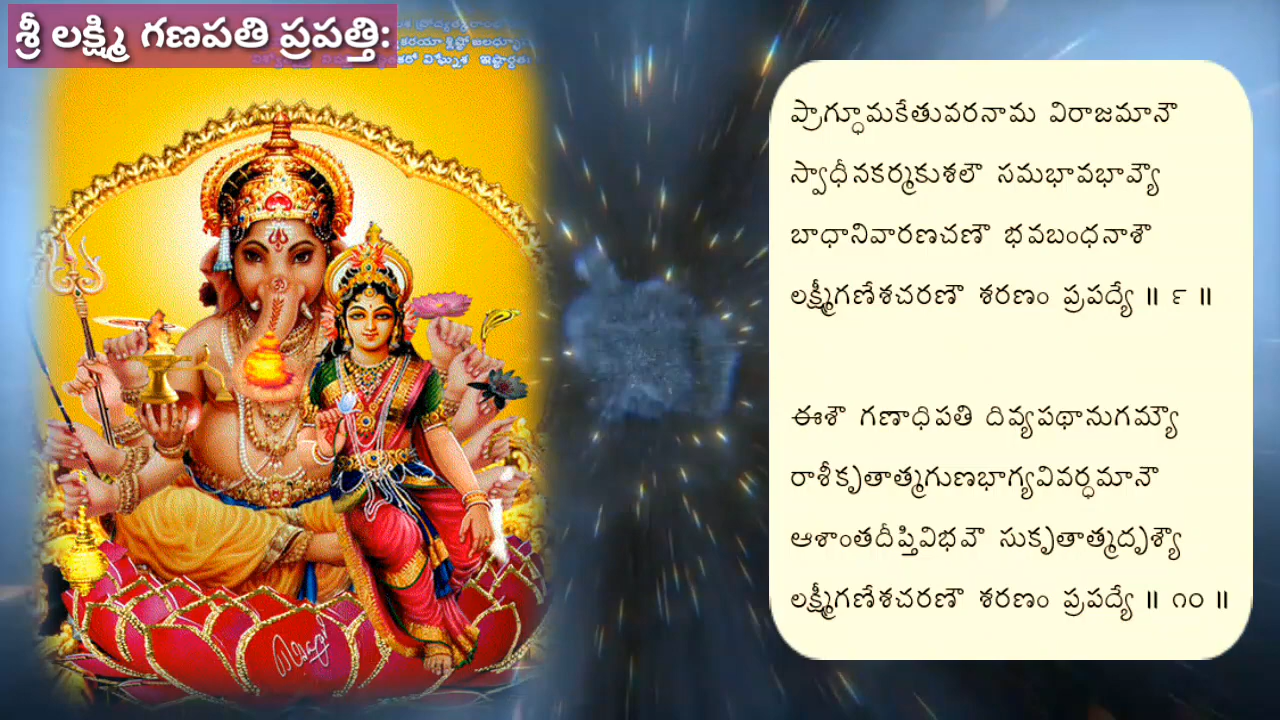 శ్రీ లక్ష్మి గణపతి ప్రపత్తి:
ప్రాగ్ధూమకేతువరనామ విరాజమానౌ
స్వాధీనకర్మకుశలౌ సమభావభావ్యౌ
బాధానివారణచణౌ భవబంధనాశౌ
లక్ష్మీగణేశచరణౌ శరణం ప్రపద్యే ॥ ౯ ॥
ఈశౌ గణాధిపతి దివ్యపథానుగమ్యౌ
రాశీకృతాత్మగుణభాగ్యవివర్ధమానౌ
ఆశాంతదీప్తివిభవౌ సుకృతాత్మదృశ్యౌ
లక్ష్మీగణేశచరణౌ శరణం ప్రపద్యే ॥ ౧౦ ॥